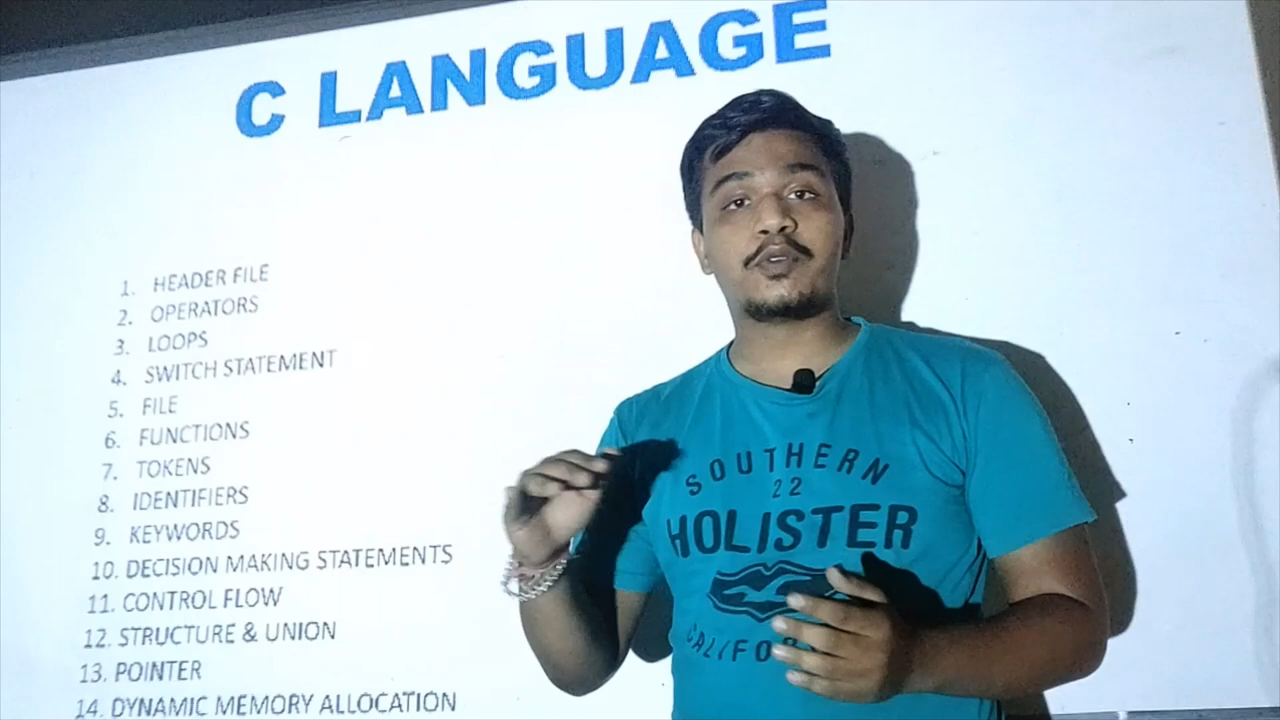 C LANGUAGE
1. HEADER FILE
2. OPERATORS
3. LOOPS
4. SWITCH STATEMENT
5. FILE
6. FUNCTIONS
7. TOKENS
8. IDENTIFIERS
9. KEYWORDS
10. DECISION MAKING STATEMENTS
11. CONTROL FLOW
12. STRUCTURE & UNION
13. POINTER
14. DYNAMIC MEMORY ALLOCATION
SOUTHERN
22
HOLISTER